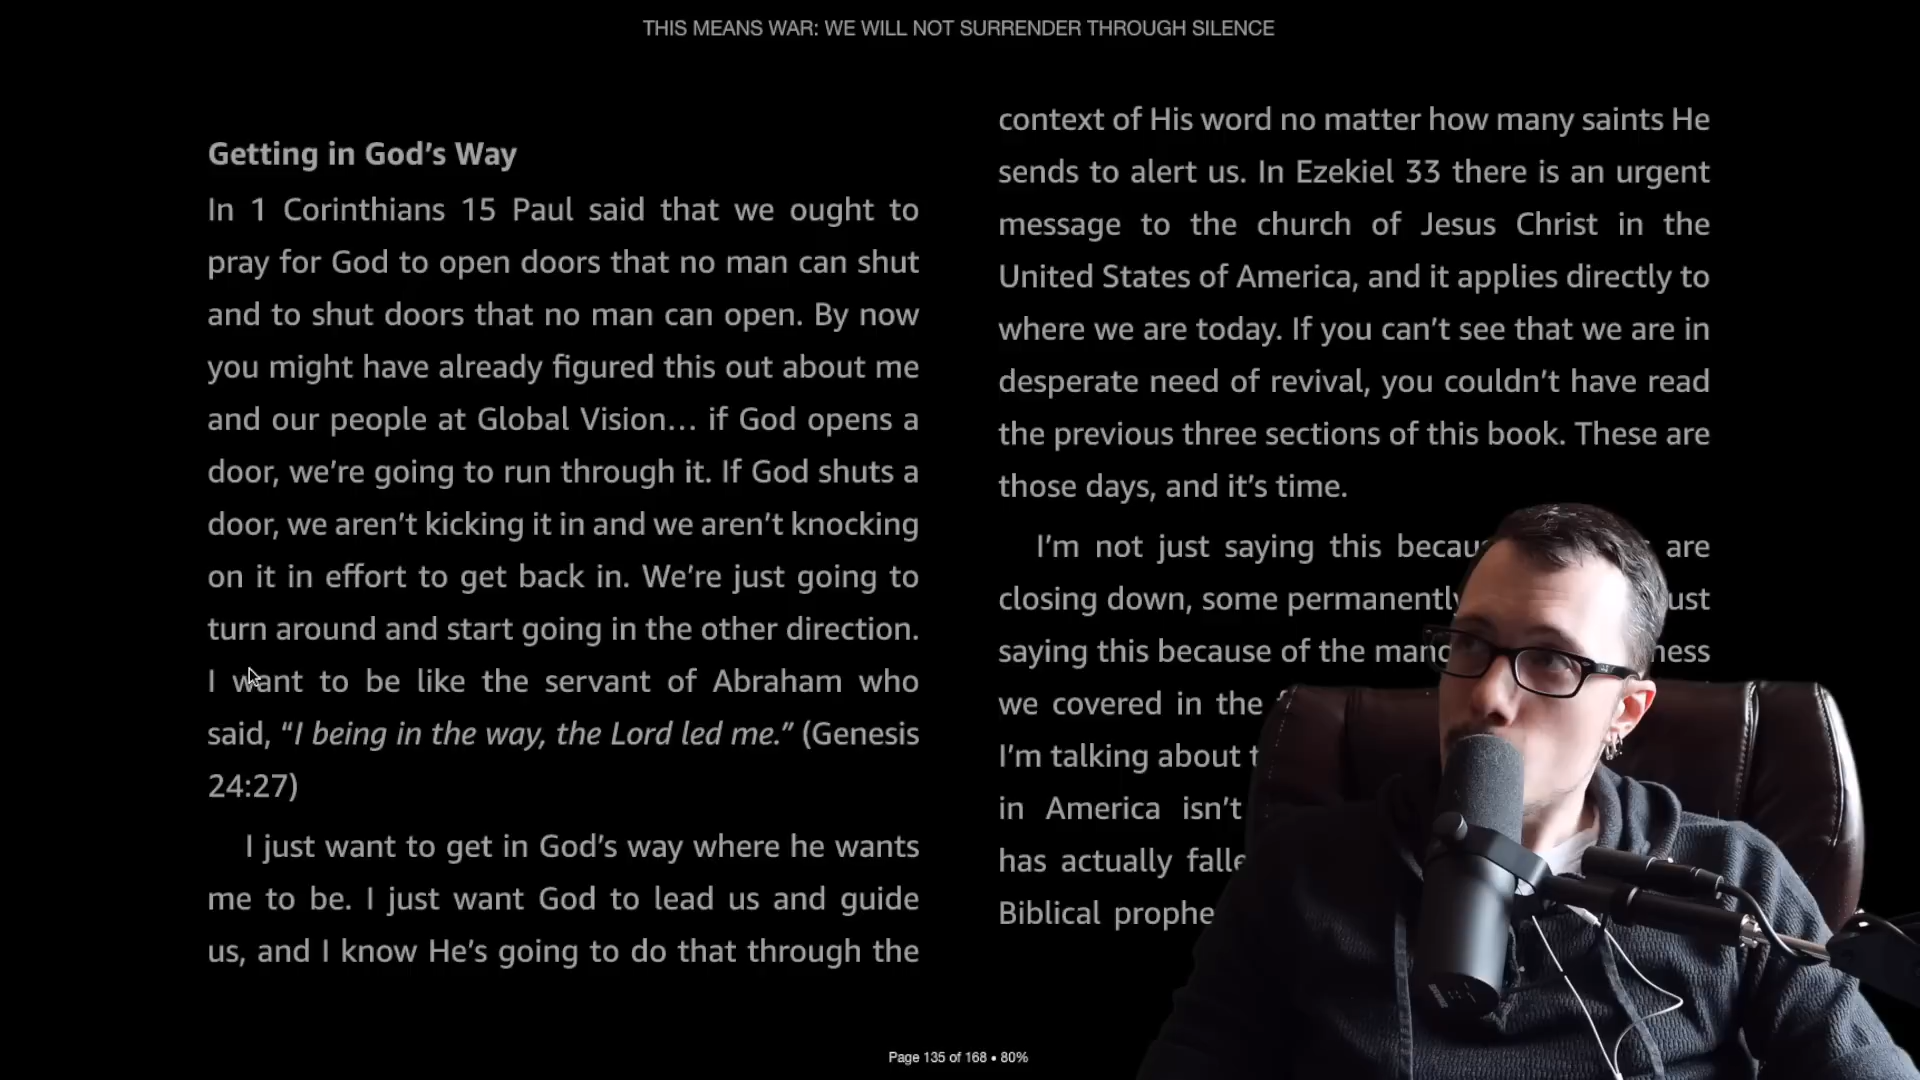 THIS MEANS WAR: WE WILL NOT SURRENDER THROUGH SILENCE
Getting in God’s Way
In 1 Corinthians 15 Paul said that we ought to
pray for God to open doors that no man can shut
and to shut doors that no man can open. By now
you might have already figured this out about me
and our people at Global Vision… if God opens a
door, we’re going to run through it. If God shuts a
door, we aren’t kicking it in and we aren’t knocking
on it in effort to get back in. We’re just going to
turn around and start going in the other direction.
I want to be like the servant of Abraham who
said, “I being in the way, the Lord led me.” (Genesis
24:27)
I just want to get in God’s way where he wants
me to be. I just want God to lead us and guide
us, and I know He’s going to do that through the
context of His word no matter how many saints He
sends to alert us. In Ezekiel 33 there is an urgent
message to the church of Jesus Christ in the
United States of America, and it applies directly to
where we are today. If you can’t see that we are in
desperate need of revival, you couldn’t have read
the previous three sections of this book. These are
those days, and it’s time.
I’m not just saying this are
closing down, some permanently
saying this because of the
we covered in the
I’m talking about
in America isn’t
has actually
Biblical
Page 135 of 168 • 80%